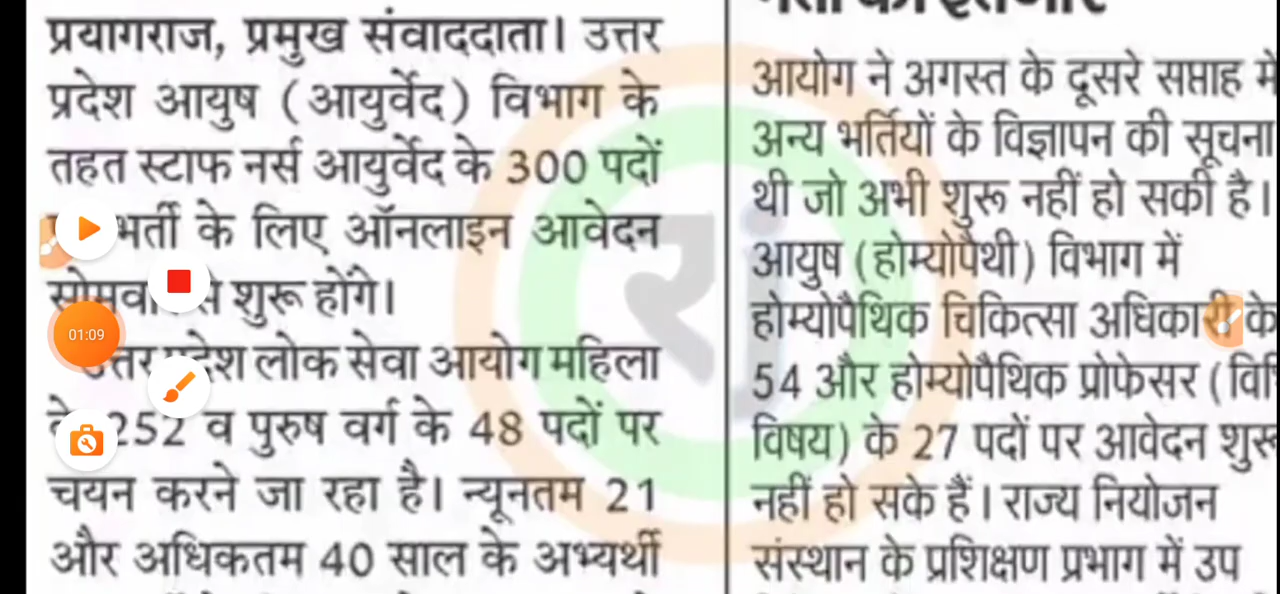 प्रयागराज, प्रमुख संवाददाता। उत्तर
प्रदेश आयुष (आयुर्वेद) विभाग के
तहत स्टाफ नर्स आयुर्वेद के 300 पदों
भर्ती के लिए ऑनलाइन आवेदन
शुरू होंगे।
लोक सेवा आयोग महिला
252 व पुरुष वर्ग के 48 पदों पर
चयन करने जा रहा है। न्यूनतम 21
और अधिकतम 40 साल के अभ्यर्थी
01:09
रा
आयोग ने अगस्त के दूसरे सप्ताह में
अन्य भर्तियों के विज्ञापन की सूचना
थी जो अभी शुरू नहीं हो सकी है।
आयुष (होम्योपैथी) विभाग में
होम्योपैथिक चिकित्सा अधिकारी के
54 और होम्योपैथिक प्रोफेसर
विषय) के 27 पदों पर आवेदन शुरू
नहीं हो सके हैं। राज्य नियोजन
संस्थान के प्रशिक्षण प्रभाग में उप